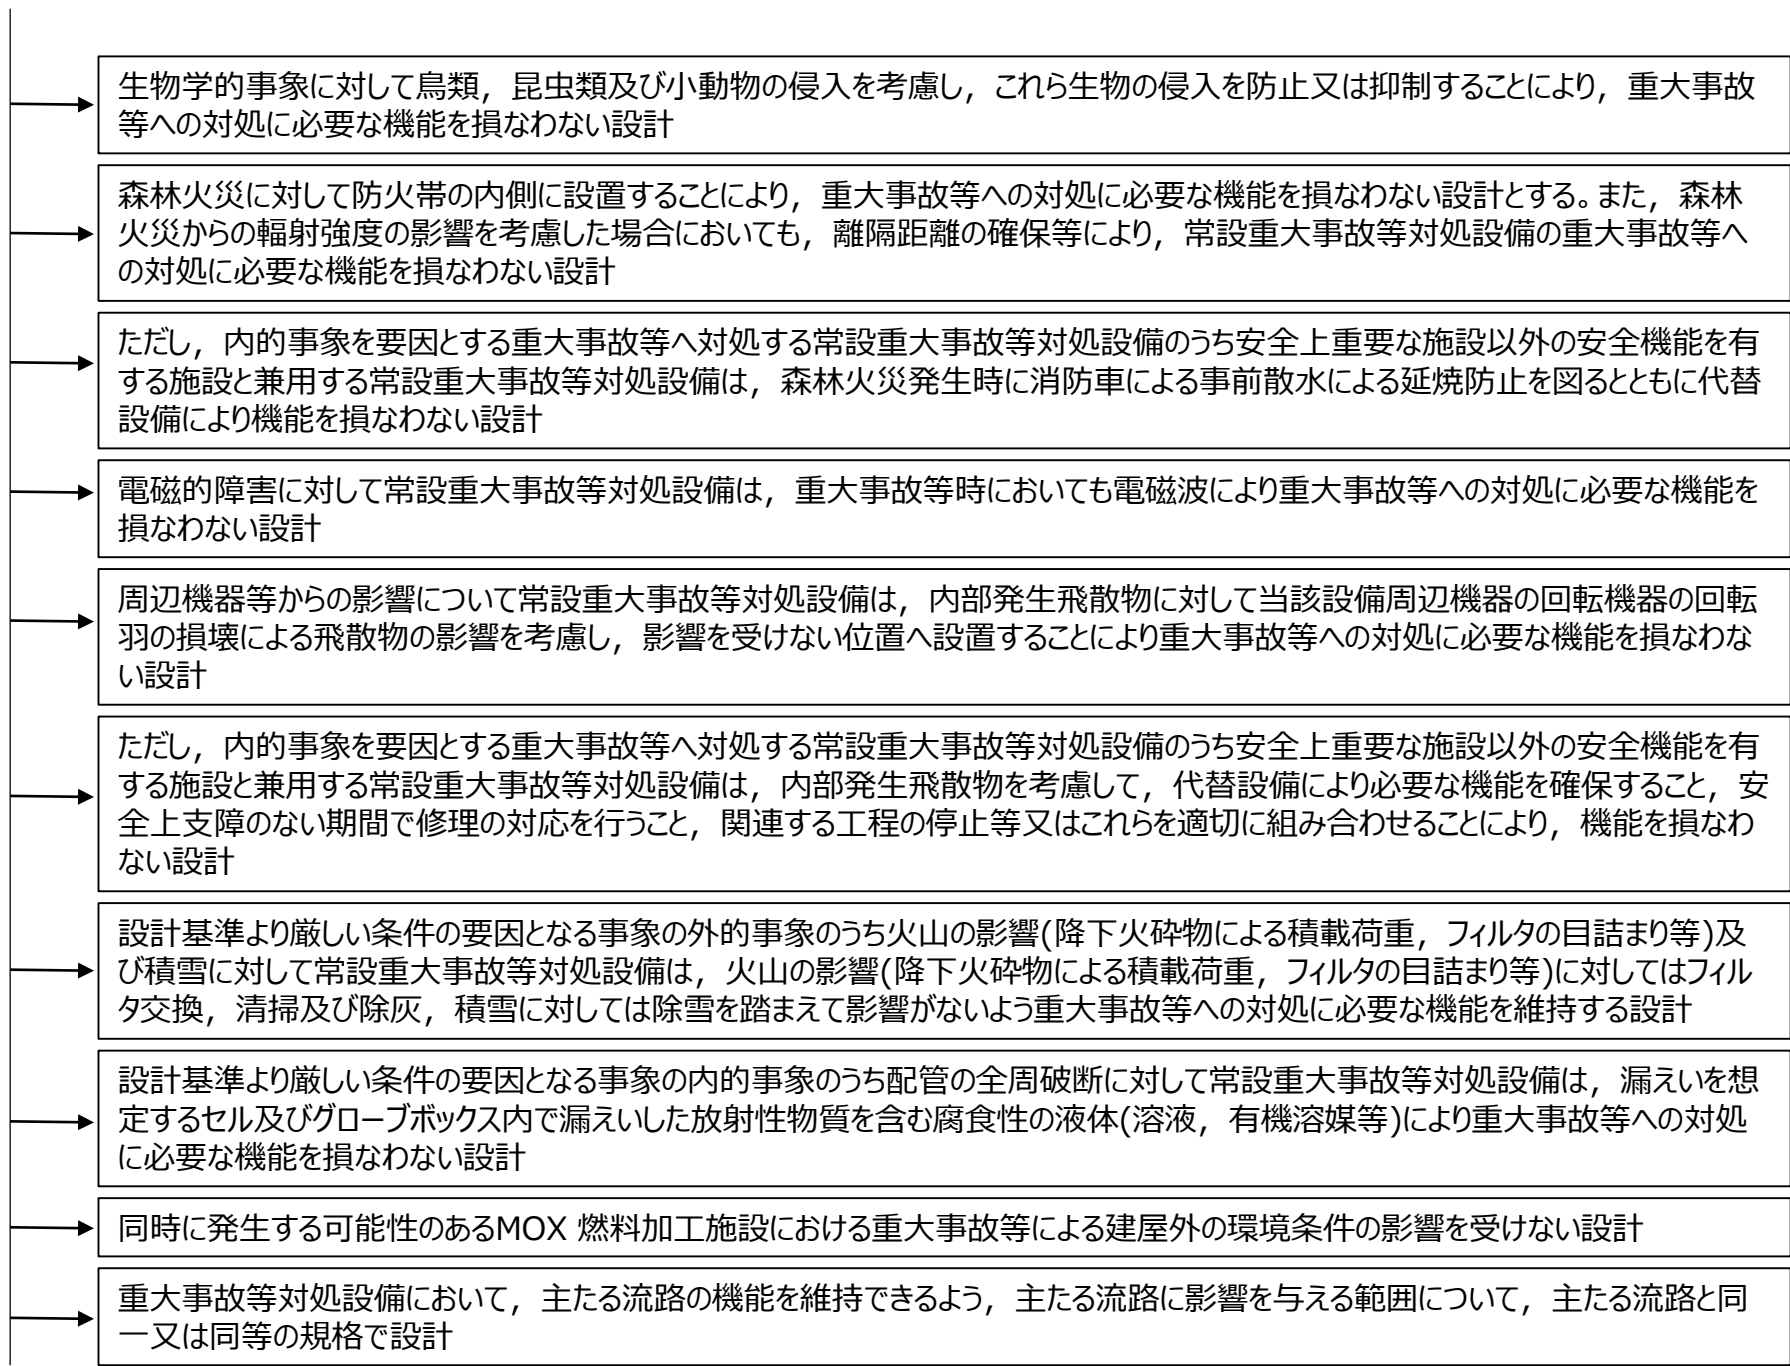 生物学的事象に対して鳥類，昆虫類及び小動物の侵入を考慮し，これら生物の侵入を防止又は抑制することにより，重大事故
等への対処に必要な機能を損なわない設計
森林火災に対して防火帯の内側に設置することにより，重大事故等への対処に必要な機能を損なわない設計とする。また，森林
火災からの輻射強度の影響を考慮した場合においても，離隔距離の確保等により，常設重大事故等対処設備の重大事故等へ
の対処に必要な機能を損なわない設計
ただし，内的事象を要因とする重大事故等へ対処する常設重大事故等対処設備のうち安全上重要な施設以外の安全機能を有
する施設と兼用する常設重大事故等対処設備は，森林火災発生時に消防車による事前散水による延焼防止を図るとともに代替
設備により機能を損なわない設計
電磁的障害に対して常設重大事故等対処設備は，重大事故等時においても電磁波により重大事故等への対処に必要な機能を
損なわない設計
周辺機器等からの影響について常設重大事故等対処設備は，内部発生飛散物に対して当該設備周辺機器の回転機器の回転
羽の損壊による飛散物の影響を考慮し，影響を受けない位置へ設置することにより重大事故等への対処に必要な機能を損なわな
い設計
ただし，内的事象を要因とする重大事故等へ対処する常設重大事故等対処設備のうち安全上重要な施設以外の安全機能を有
する施設と兼用する常設重大事故等対処設備は，内部発生飛散物を考慮して，代替設備により必要な機能を確保すること，安
全上支障のない期間で修理の対応を行うこと，関連する工程の停止等又はこれらを適切に組み合わせることにより，機能を損なわ
ない設計
設計基準より厳しい条件の要因となる事象の外的事象のうち火山の影響(降下火砕物による積載荷重，フィルタの目詰まり等)及
び積雪に対して常設重大事故等対処設備は，火山の影響(降下火砕物による積載荷重，フィルタの目詰まり等)に対してはフィル
タ交換，清掃及び除灰，積雪に対しては除雪を踏まえて影響がないよう重大事故等への対処に必要な機能を維持する設計
設計基準より厳しい条件の要因となる事象の内的事象のうち配管の全周破断に対して常設重大事故等対処設備は，漏えいを想
定するセル及びグローブボックス内で漏えいした放射性物質を含む腐食性の液体(溶液，有機溶媒等)により重大事故等への対処
に必要な機能を損なわない設計
同時に発生する可能性のあるMOX 燃料加工施設における重大事故等による建屋外の環境条件の影響を受けない設計
重大事故等対処設備において，主たる流路の機能を維持できるよう，主たる流路に影響を与える範囲について，主たる流路と同
一又は同等の規格で設計